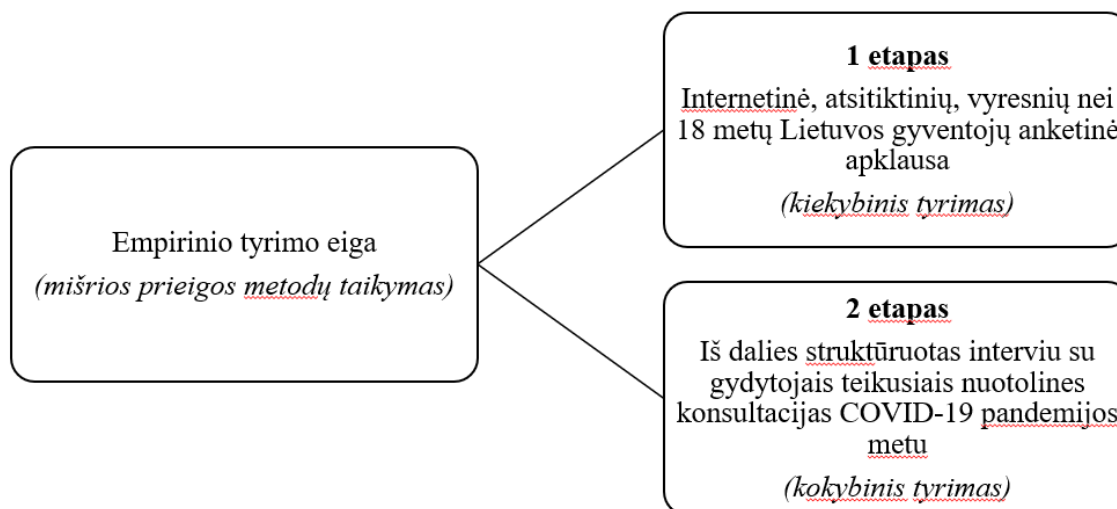 Empirinio tyrimo eiga
(mišrios prieigos metodų taikymas)
1 etapas
Internetinė, atsitiktinių, vyresnių nei
18 metų Lietuvos gyventojų anketinė
apklausa
(kiekybinis tyrimas)
2 etapas
Iš dalies struktūruotas interviu su
gydytojais teikusiais nuotolines
konsultacijas COVID-19 pandemijos
metu
(kokybinis tyrimas)